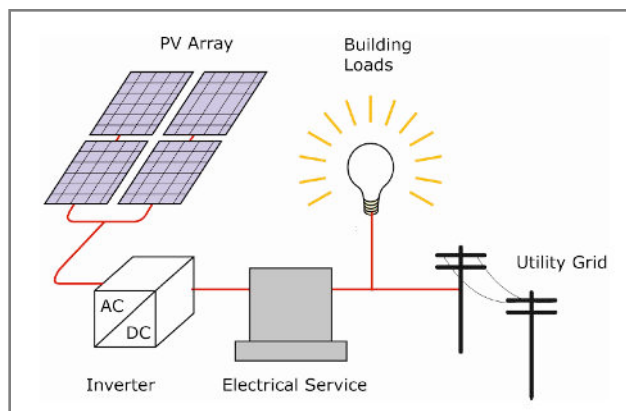 PV Array
Building
Loads
Utility Grid
AC
DC
Inverter
Electrical Service